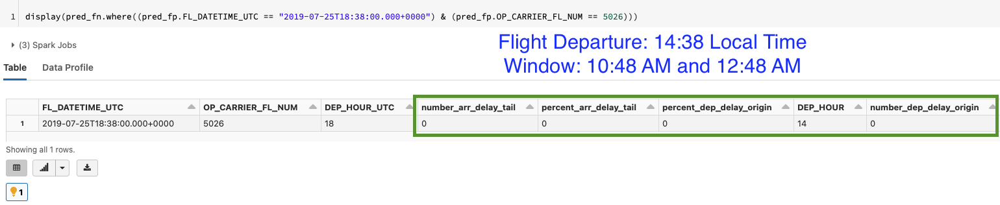 1 display(pred_fn.where((pred_fp.FL_DATETIME_UTC == "2019-07-25T18:38:00.000+0000") & (pred_fp.OP_CARRIER_FL_NUM == 5026)))
(3) Spark Jobs
Flight Departure: 14:38 Local Time
Window: 10:48 AM and 12:48 AM
Table Data Profile
FL_DATETIME_UTC OP_CARRIER_FL_NUM DEP_HOUR_UTC number_arr_delay_tail percent_arr_delay_tail percent_dep_delay_origin DEP_HOUR number_dep_delay_origin
1 2019-07-25T18:38:00.000+0000 5026 18 0 0 0 14 0
Showing all 1 rows.
1